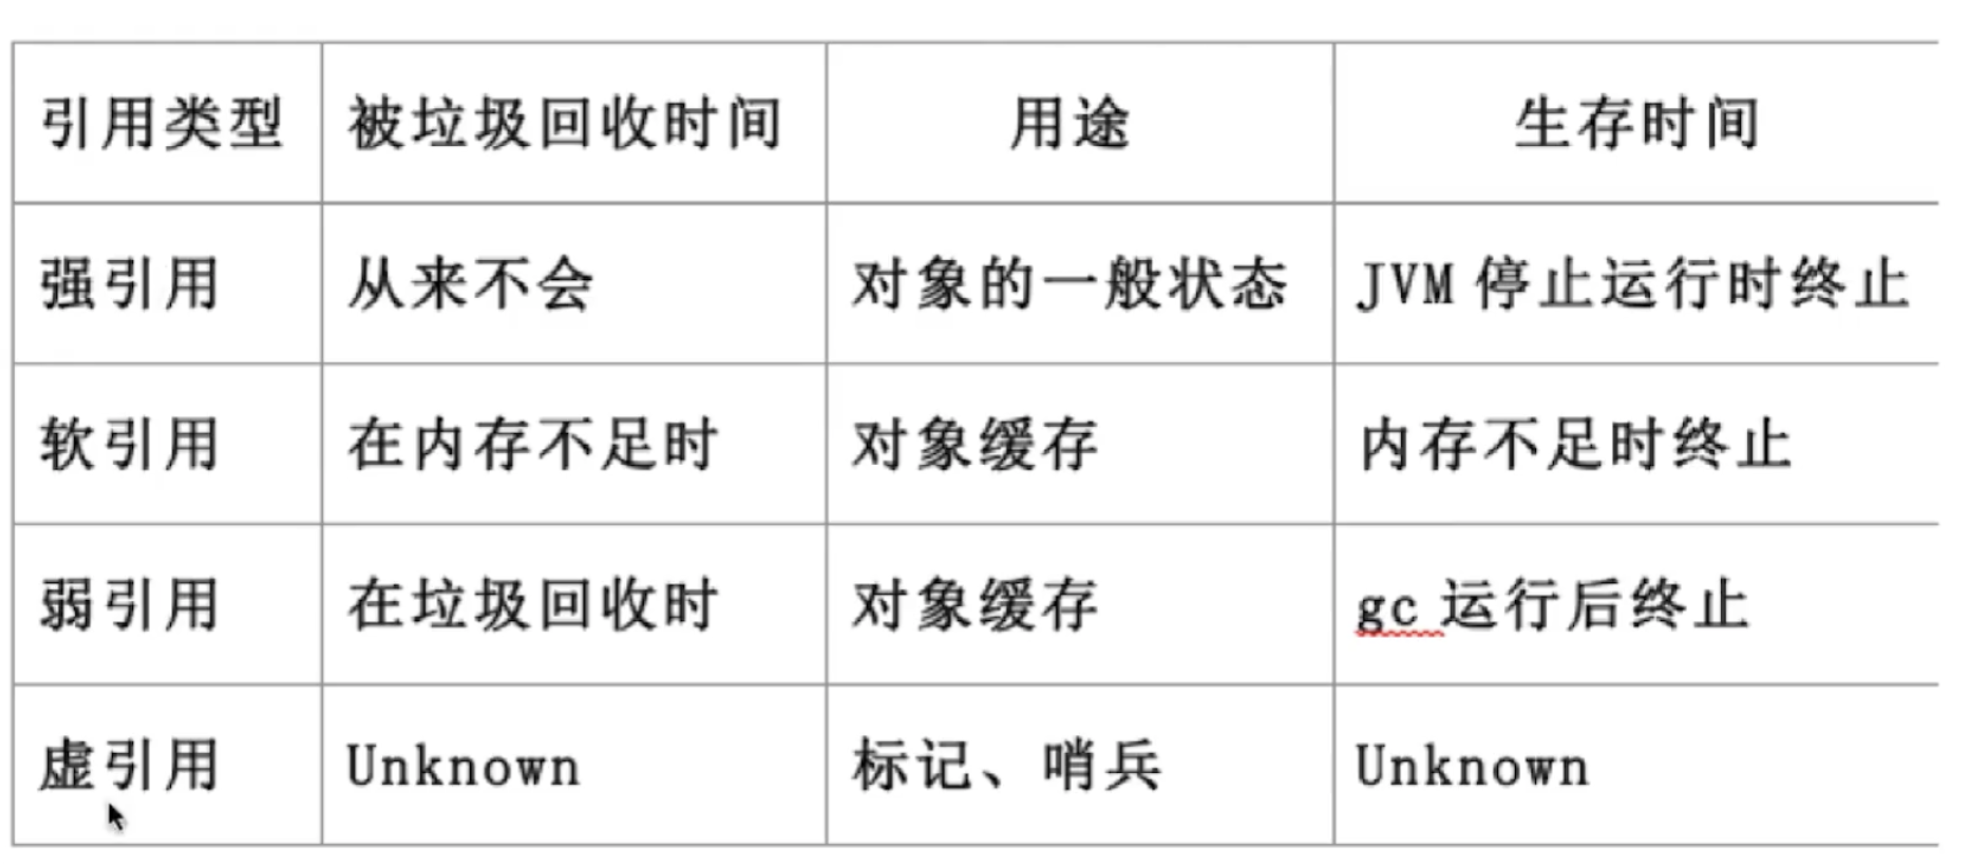 引用类型 被垃圾回收时间 用途 生存时间
强引用 从来不会 对象的一般状态 JVM 停止运行时终止
软引用 在内存不足时 对象缓存 内存不足时终止
弱引用 在垃圾回收时 对象缓存 gc 运行后终止
虚引用 Unknown 标记、哨兵 Unknown